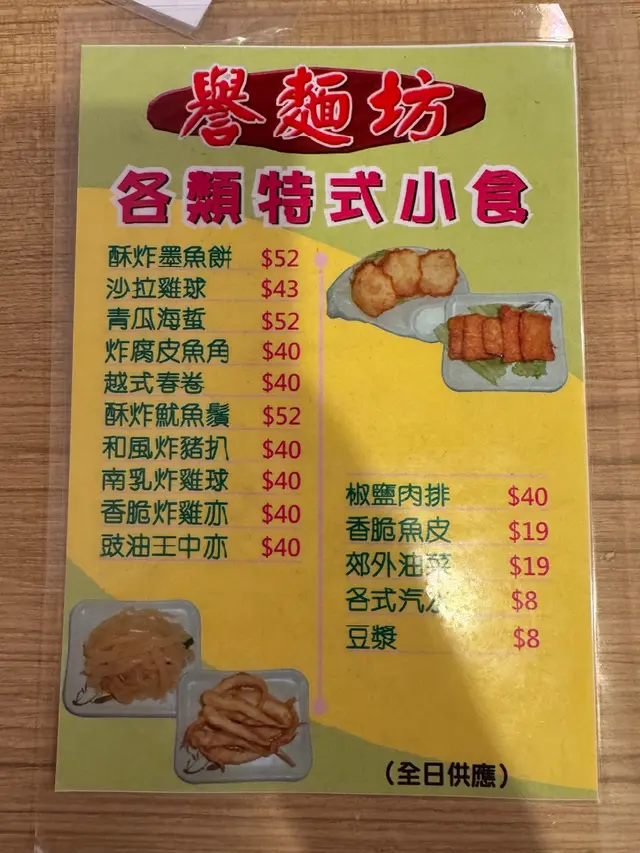 譽麵坊
各類特式小食
酥炸墨魚餅 $52
沙拉雞球 $43
青瓜海蜇 $52
炸腐皮魚角 $40
越式春卷 $40
酥炸魷魚鬚 $52
和風炸豬扒 $40
南乳炸雞球 $40
香脆炸雞亦 $40
豉油王中亦 $40
椒鹽肉排 $40
香脆魚皮 $19
郊外油菜 $19
各式汽水 $8
豆漿 $8
(全日供應)